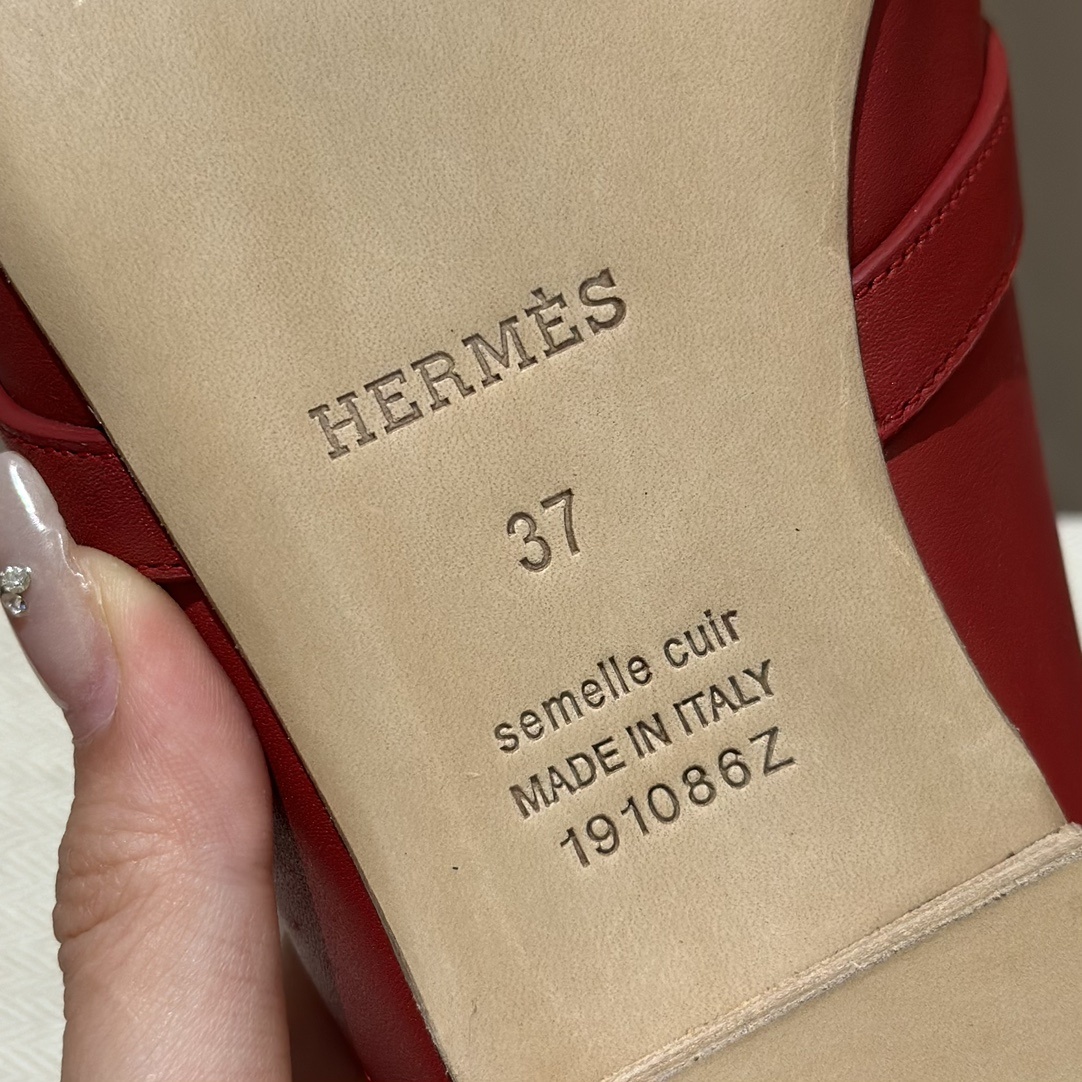 HERMÈS
37
semelle cuir
MADE IN ITALY
191086Z